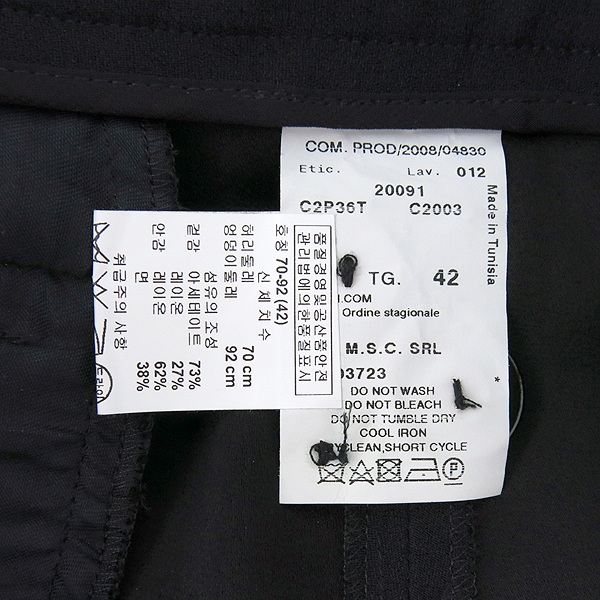 COM. PROD/2008/04830
Etic. Lav. 012
20091
C2P36T C2003
Made in Tunisia
TG. 42
.COM
Ordine stagionale
M.S.C. SRL
03723
*
DO NOT WASH
DO NOT BLEACH
DO NOT TUMBLE DRY
COOL IRON
YCLEAN,SHORT CYCLE
P
품질경영및공산품안전
관리법에의한품질표시
호칭 70-92 (42)
신체치수
허리둘레 70 cm
엉덩이둘레 92 cm
섬유의 조성
겉감 아세테이트 73%
레이온 27%
안감 레이온 62%
면 38%
취급주의 사항
드라이